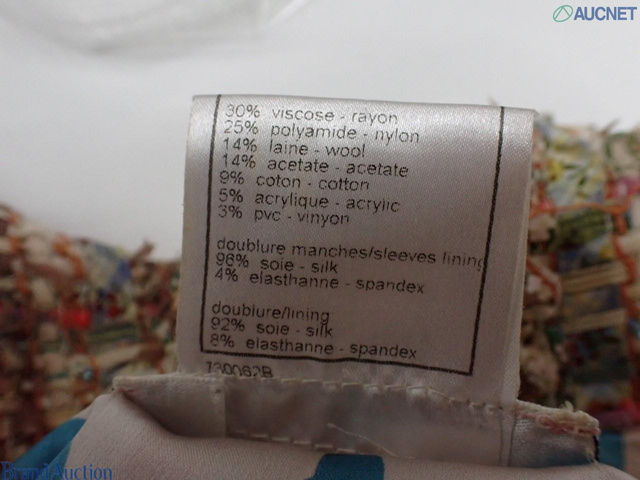 AUCNET
30% viscose - rayon
25% polyamide - nylon
14% laine - wool
14% acetate - acetate
9% coton - cotton
5% acrylique - acrylic
3% pvc - vinyon
doublure manches/sleeves lining
96% soie - silk
4% elasthanne - spandex
doublure/lining
92% soie - silk
8% elasthanne - spandex
Brand Auction